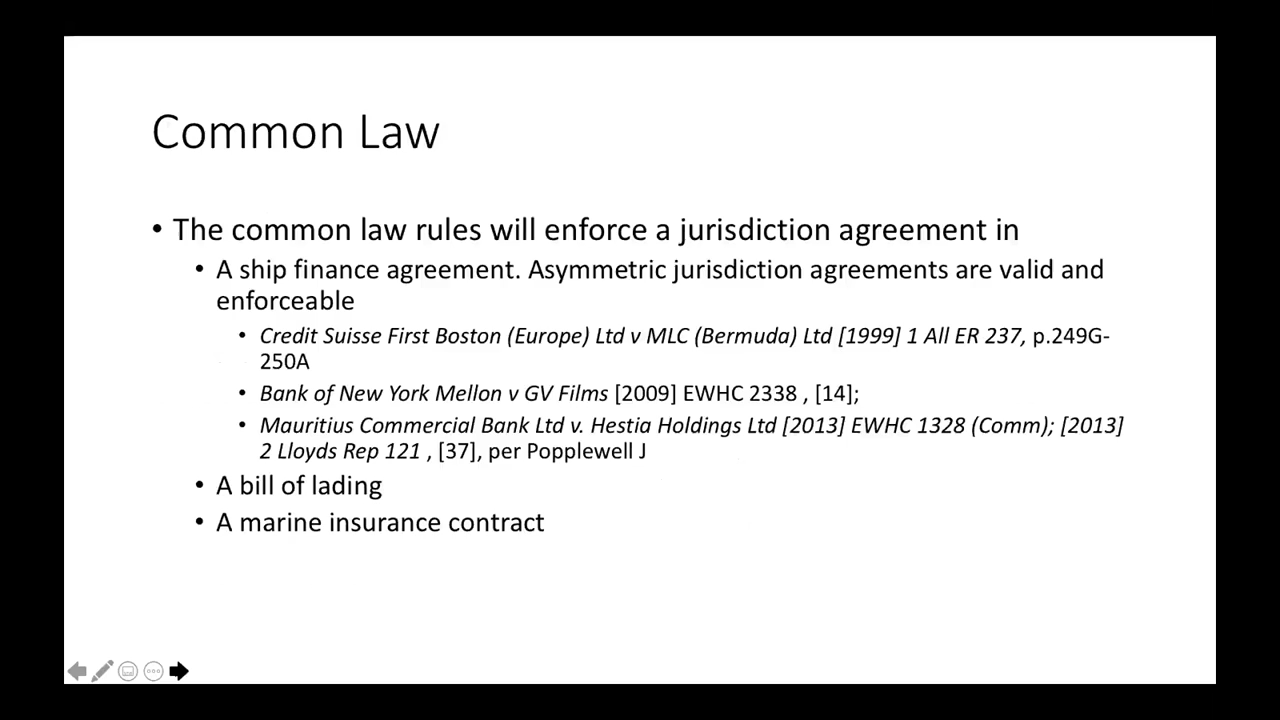 Common Law
• The common law rules will enforce a jurisdiction agreement in
• A ship finance agreement. Asymmetric jurisdiction agreements are valid and
enforceable
• Credit Suisse First Boston (Europe) Ltd v MLC (Bermuda) Ltd [1999] 1 All ER 237, p.249G-
250A
• Bank of New York Mellon v GV Films [2009] EWHC 2338 , [14];
• Mauritius Commercial Bank Ltd v. Hestia Holdings Ltd [2013] EWHC 1328 (Comm); [2013]
2 Lloyds Rep 121 , [37], per Popplewell J
• A bill of lading
• A marine insurance contract